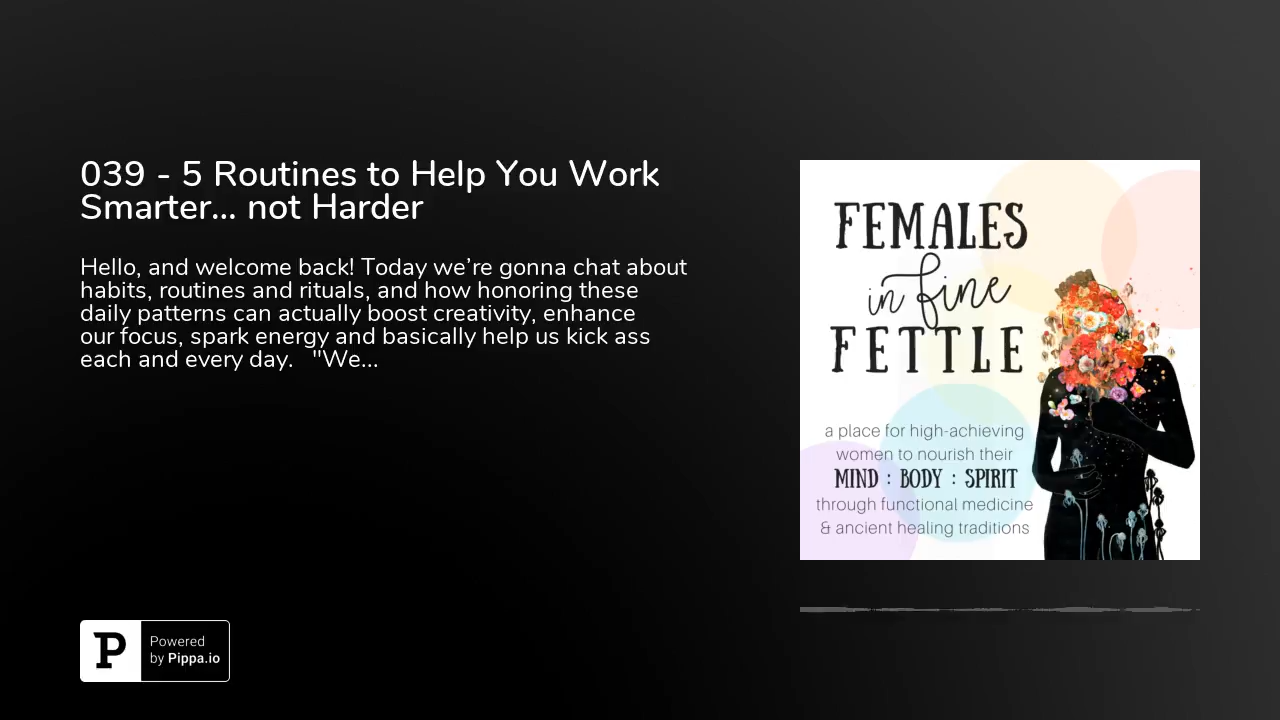 039 - 5 Routines to Help You Work
Smarter... not Harder
Hello, and welcome back! Today we’re gonna chat about
habits, routines and rituals, and how honoring these
daily patterns can actually boost creativity, enhance
our focus, spark energy and basically help us kick ass
each and every day.   "We...
FEMALES
in fine
FETTLE
a place for high-achieving
women to nourish their
MIND : BODY : SPIRIT
through functional medicine
& ancient healing traditions
P
Powered
by Pippa.io